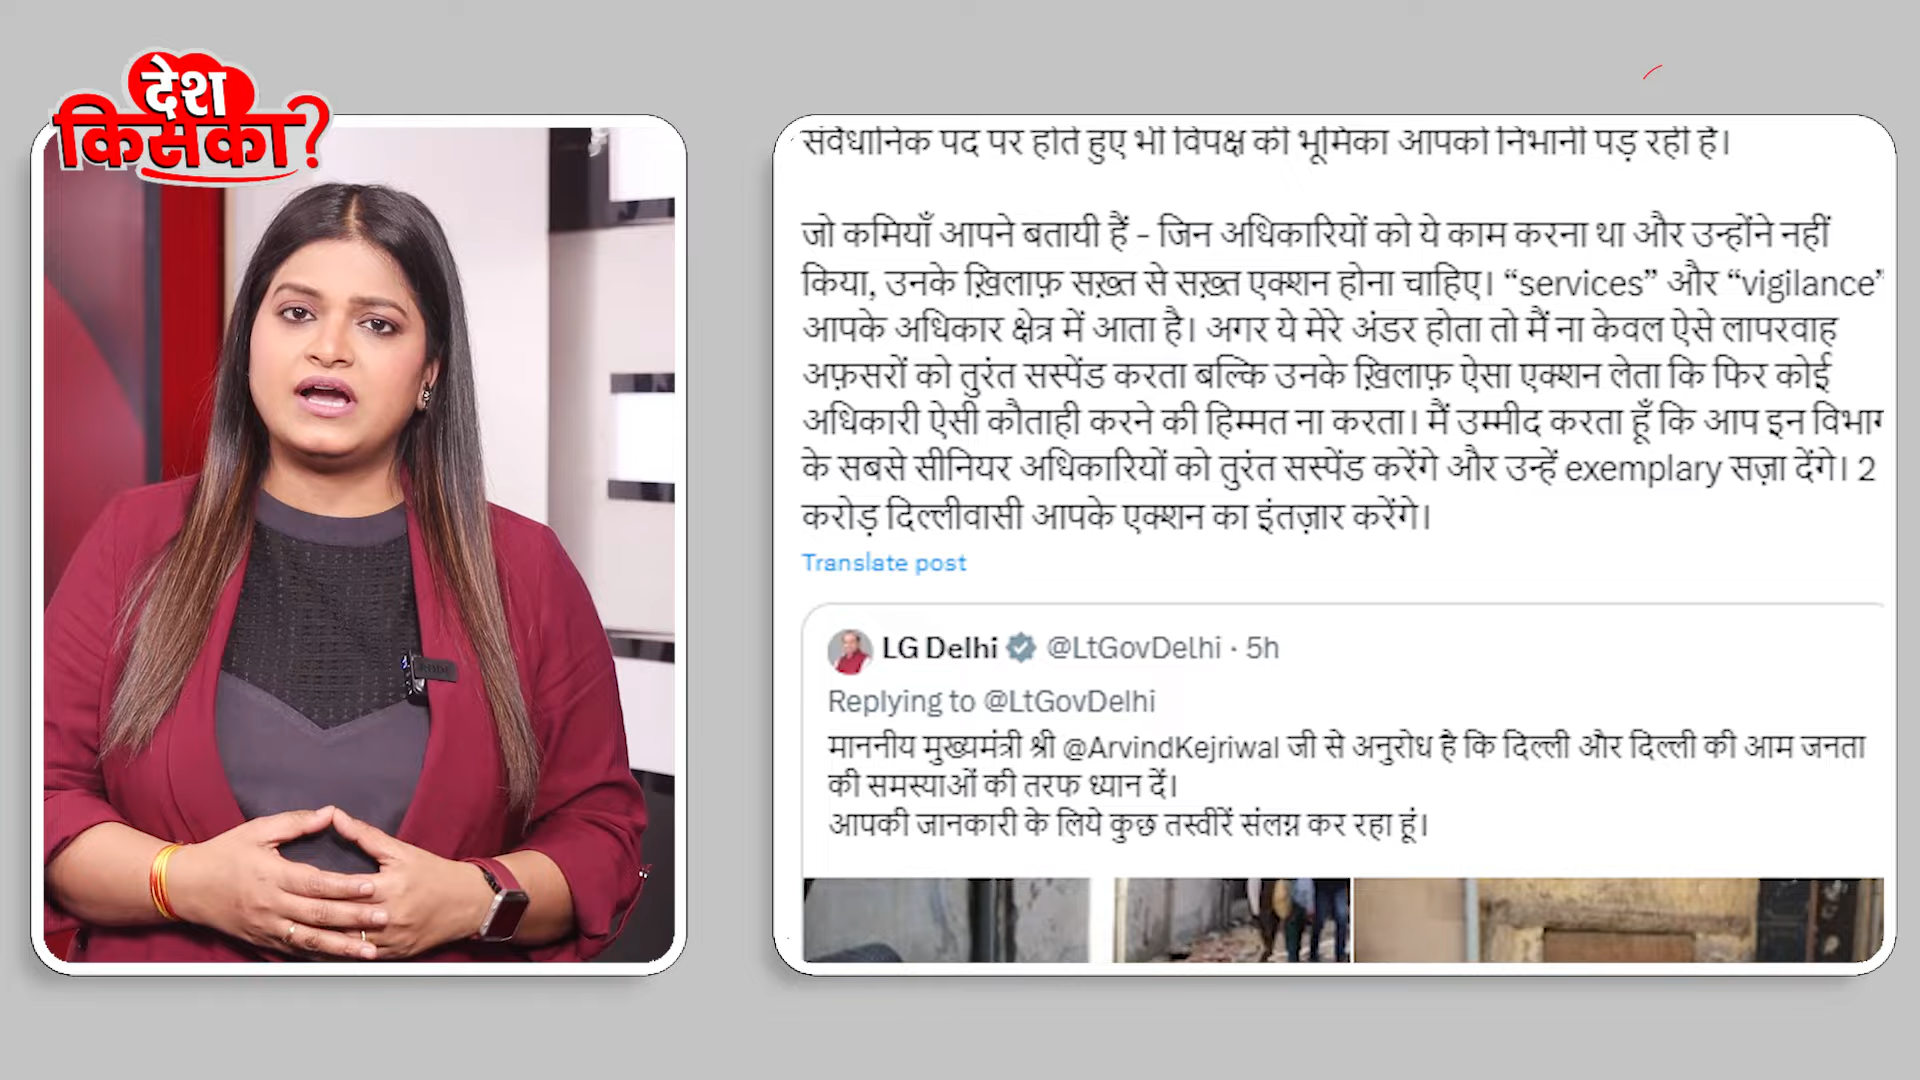 देश
किसका?
संवैधानिक पद पर होते हुए भी विपक्ष की भूमिका आपको निभानी पड़ रही है।
जो कमियाँ आपने बतायी हैं - जिन अधिकारियों को ये काम करना था और उन्होंने नहीं
किया, उनके ख़िलाफ़ सख़्त से सख़्त एक्शन होना चाहिए। “services” और “vigilance”
आपके अधिकार क्षेत्र में आता है। अगर ये मेरे अंडर होता तो मैं ना केवल ऐसे लापरवाह
अफ़सरों को तुरंत सस्पेंड करता बल्कि उनके ख़िलाफ़ ऐसा एक्शन लेता कि फिर कोई
अधिकारी ऐसी कौताही करने की हिम्मत ना करता। मैं उम्मीद करता हूँ कि आप इन
के सबसे सीनियर अधिकारियों को तुरंत सस्पेंड करेंगे और उन्हें exemplary सज़ा देंगे। 2
करोड़ दिल्लीवासी आपके एक्शन का इंतज़ार करेंगे।
Translate post
LG Delhi @LtGovDelhi · 5h
Replying to @LtGovDelhi
माननीय मुख्यमंत्री श्री @ArvindKejriwal जी से अनुरोध है कि दिल्ली और दिल्ली की आम जनता
की समस्याओं की तरफ ध्यान दें।
आपकी जानकारी के लिये कुछ तस्वीरें संलग्न कर रहा हूं।